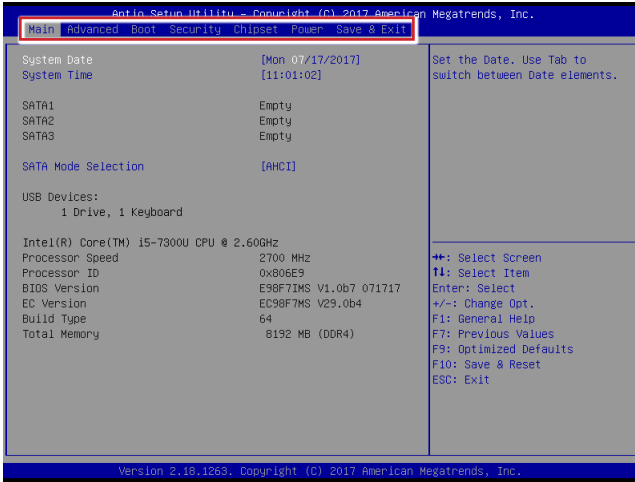 Aptio Setup Utility – Copyright (C) 2017 American Megatrends, Inc.
Main Advanced Boot Security Chipset Power Save & Exit
System Date [Mon 07/17/2017]
System Time [11:01:02]
SATA1 Empty
SATA2 Empty
SATA3 Empty
SATA Mode Selection [AHCI]
USB Devices:
1 Drive, 1 Keyboard
Intel(R) Core(TM) i5-7300U CPU @ 2.60GHz
Processor Speed 2700 MHz
Processor ID 0x806E9
BIOS Version E98F7IMS V1.0b7 071717
EC Version EC98F7MS V29.0b4
Build Type 64
Total Memory 8192 MB (DDR4)
Set the Date. Use Tab to
switch between Date elements.
→←: Select Screen
↑↓: Select Item
Enter: Select
+/-: Change Opt.
F1: General Help
F7: Previous Values
F9: Optimized Defaults
F10: Save & Reset
ESC: Exit
Version 2.18.1263. Copyright (C) 2017 American Megatrends, Inc.